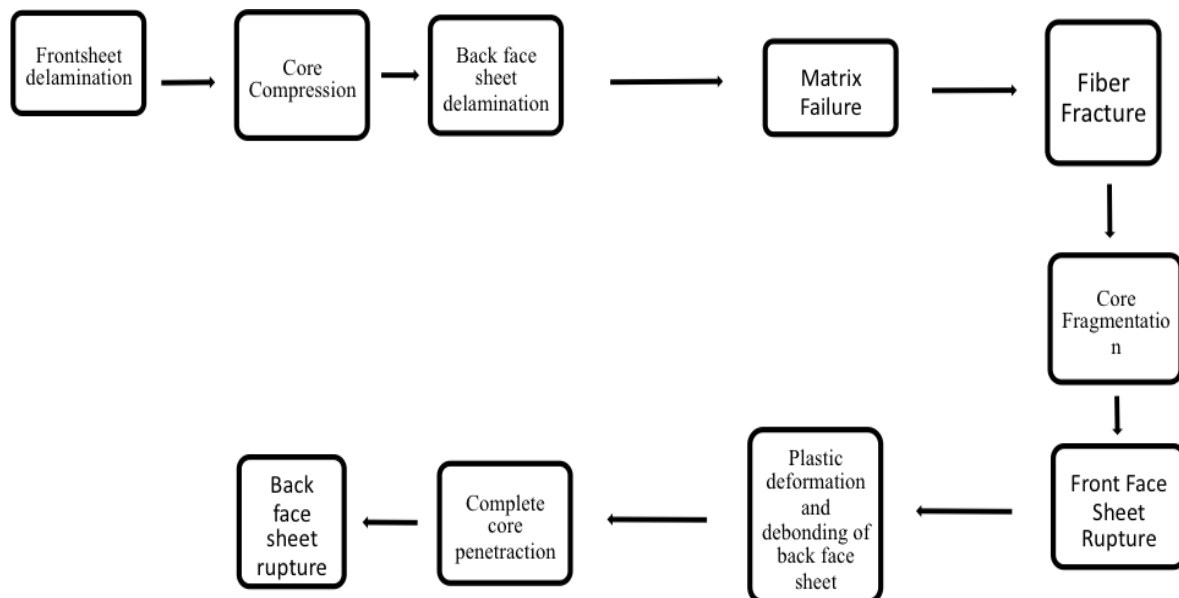 Frontsheet
delamination
Core
Compression
Back face
sheet
delamination
Matrix
Failure
Fiber
Fracture
Core
Fragmentatio
n
Front Face
Sheet
Rupture
Plastic
deformation
and
debonding of
back face
sheet
Complete
core
penetraction
Back
face
sheet
rupture